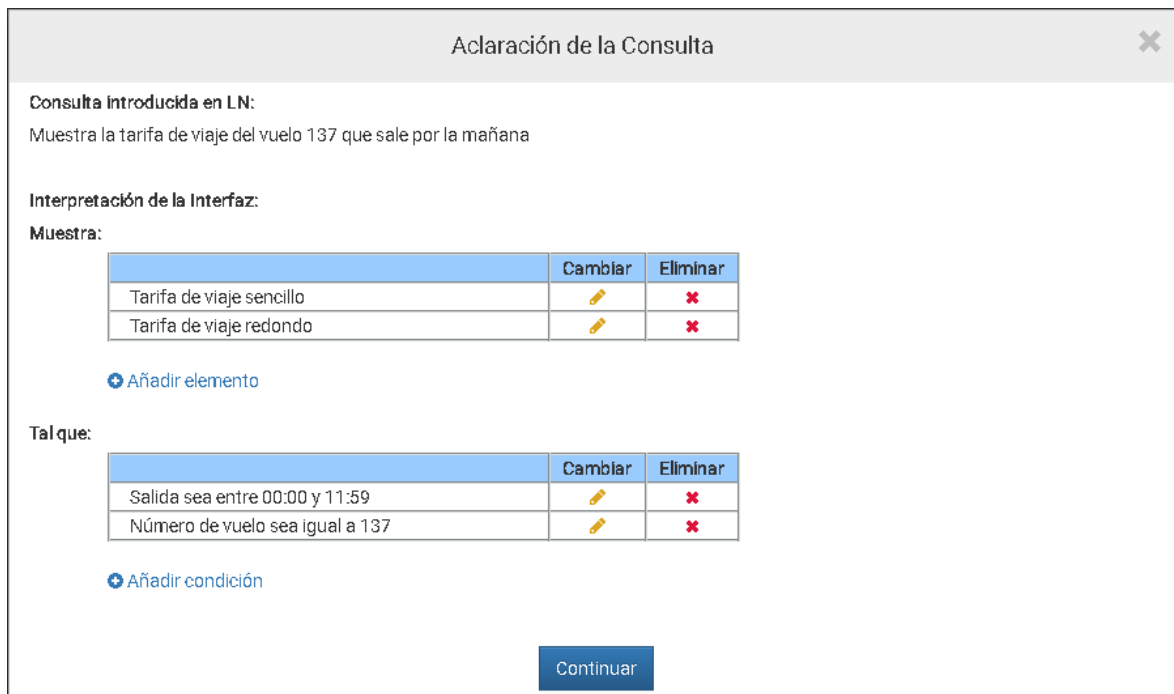 Aclaración de la Consulta
Consulta introducida en LN:
Muestra la tarifa de viaje del vuelo 137 que sale por la mañana
Interpretación de la Interfaz:
Muestra:
Cambiar Eliminar
Tarifa de viaje sencillo
Tarifa de viaje redondo
Añadir elemento
Tal que:
Cambiar Eliminar
Salida sea entre 00:00 y 11:59
Número de vuelo sea igual a 137
Añadir condición
Continuar